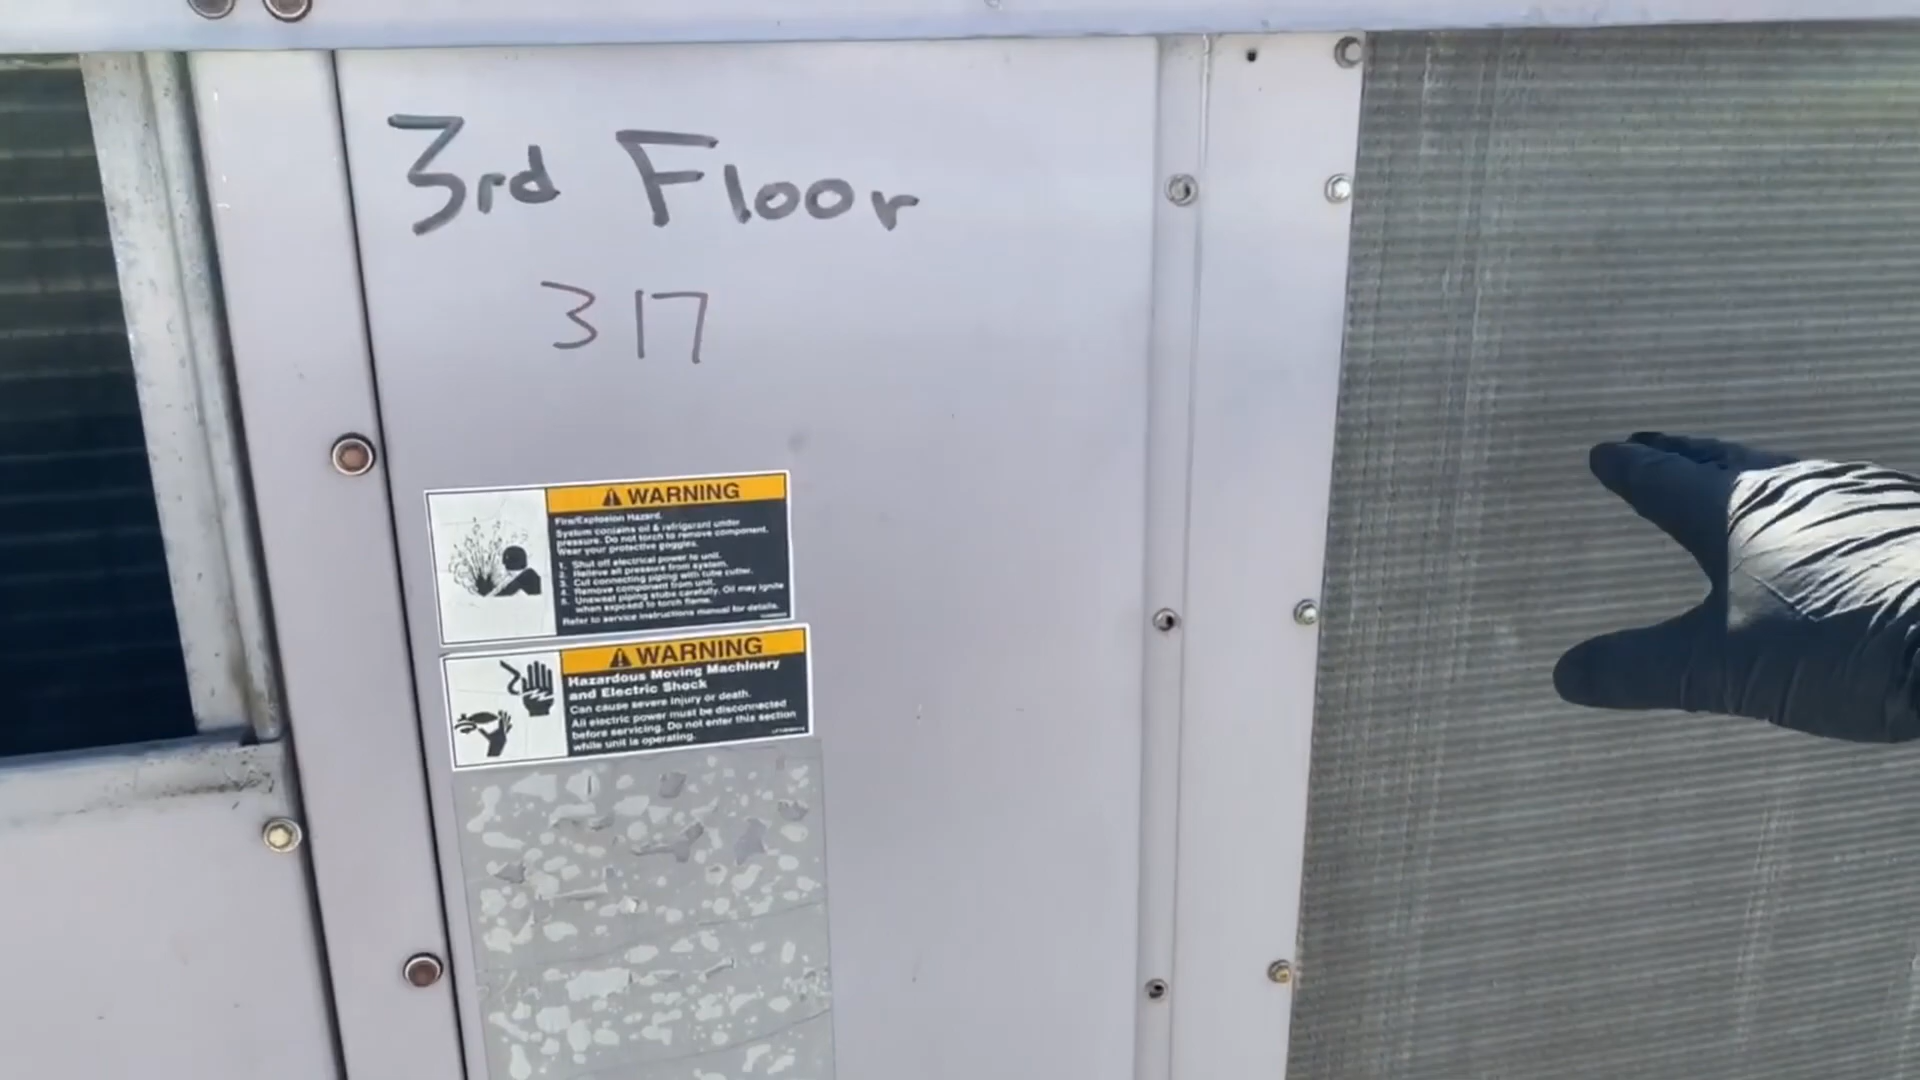 3rd Floor
317
WARNING
Fire/Explosion Hazard.
System contains oil & refrigerant under
pressure. Do not torch to remove component.
Wear your protective goggles.
1. Shut off electrical power to unit.
2. Relieve all pressure from system.
3. Cut connecting piping with tube cutter.
4. Remove component from unit.
5. Unsweat piping stubs carefully. Oil may ignite
when exposed to torch flame.
Refer to service instructions manual for details.
WARNING
Hazardous Moving Machinery
and Electric Shock
Can cause severe injury or death.
All electric power must be disconnected
before servicing. Do not enter this section
while unit is operating.